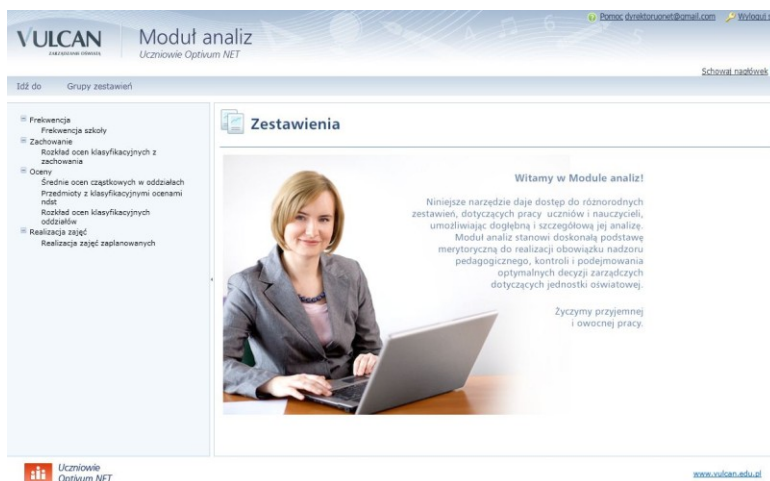 VULCAN
ZARZĄDZANIE OŚWIATĄ
Moduł analiz
Uczniowie Optivum NET
Pomoc dyrektoruonet@gmail.com Wyloguj
Schowaj nagłówek
Idź do Grupy zestawień
Frekwencja
Frekwencja szkoły
Zachowanie
Rozkład ocen klasyfikacyjnych z
zachowania
Oceny
Średnie ocen cząstkowych w oddziałach
Przedmioty z klasyfikacyjnymi ocenami
ndst
Rozkład ocen klasyfikacyjnych
oddziałów
Realizacja zajęć
Realizacja zajęć zaplanowanych
Zestawienia
Witamy w Module analiz!
Niniejsze narzędzie daje dostęp do różnorodnych
zestawień, dotyczących pracy uczniów i nauczycieli,
umożliwiając dogłębną i szczegółową jej analizę.
Moduł analiz stanowi doskonałą podstawę
merytoryczną do realizacji obowiązku nadzoru
pedagogicznego, kontroli i podejmowania
optymalnych decyzji zarządczych
dotyczących jednostki oświatowej.
Życzymy przyjemnej
i owocnej pracy.
Uczniowie
Optivum NET
www.vulcan.edu.pl